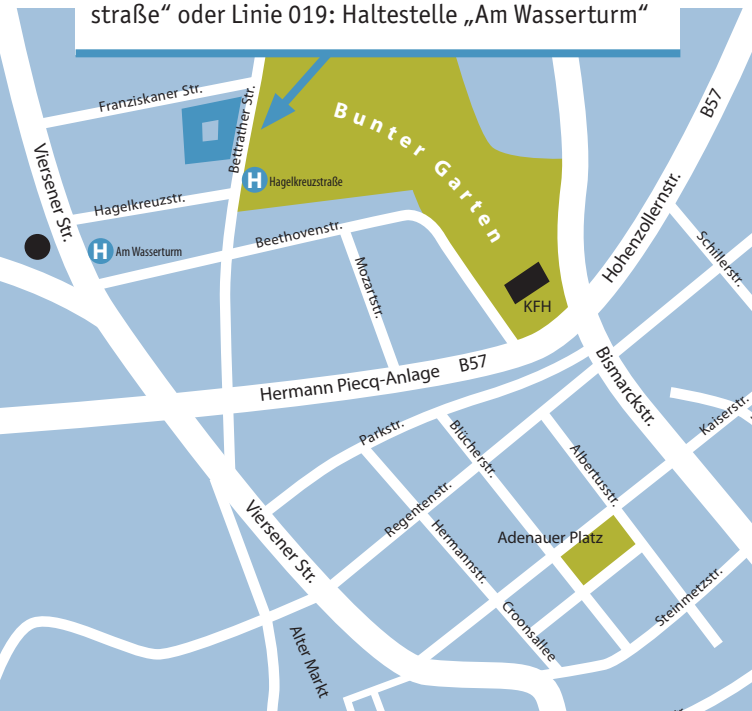 straße“ oder Linie 019: Haltestelle „Am Wasserturm“
Franziskaner Str.
Bettrather Str.
B57
Bunter Garten
Viersener Str.
H Hagelkreuzstraße
Hagelkreuzstr.
Hohenzollernstr.
Beethovenstr.
H Am Wasserturm
Schillerstr.
Mozartstr.
KFH
Hermann Piecq-Anlage B57
Bismarckstr.
Kaiserstr.
Parkstr.
Blücherstr.
Albertusstr.
Regentenstr.
Viersener Str.
Hermannstr.
Adenauer Platz
Steinmetzstr.
Croonsallee
Alter Markt